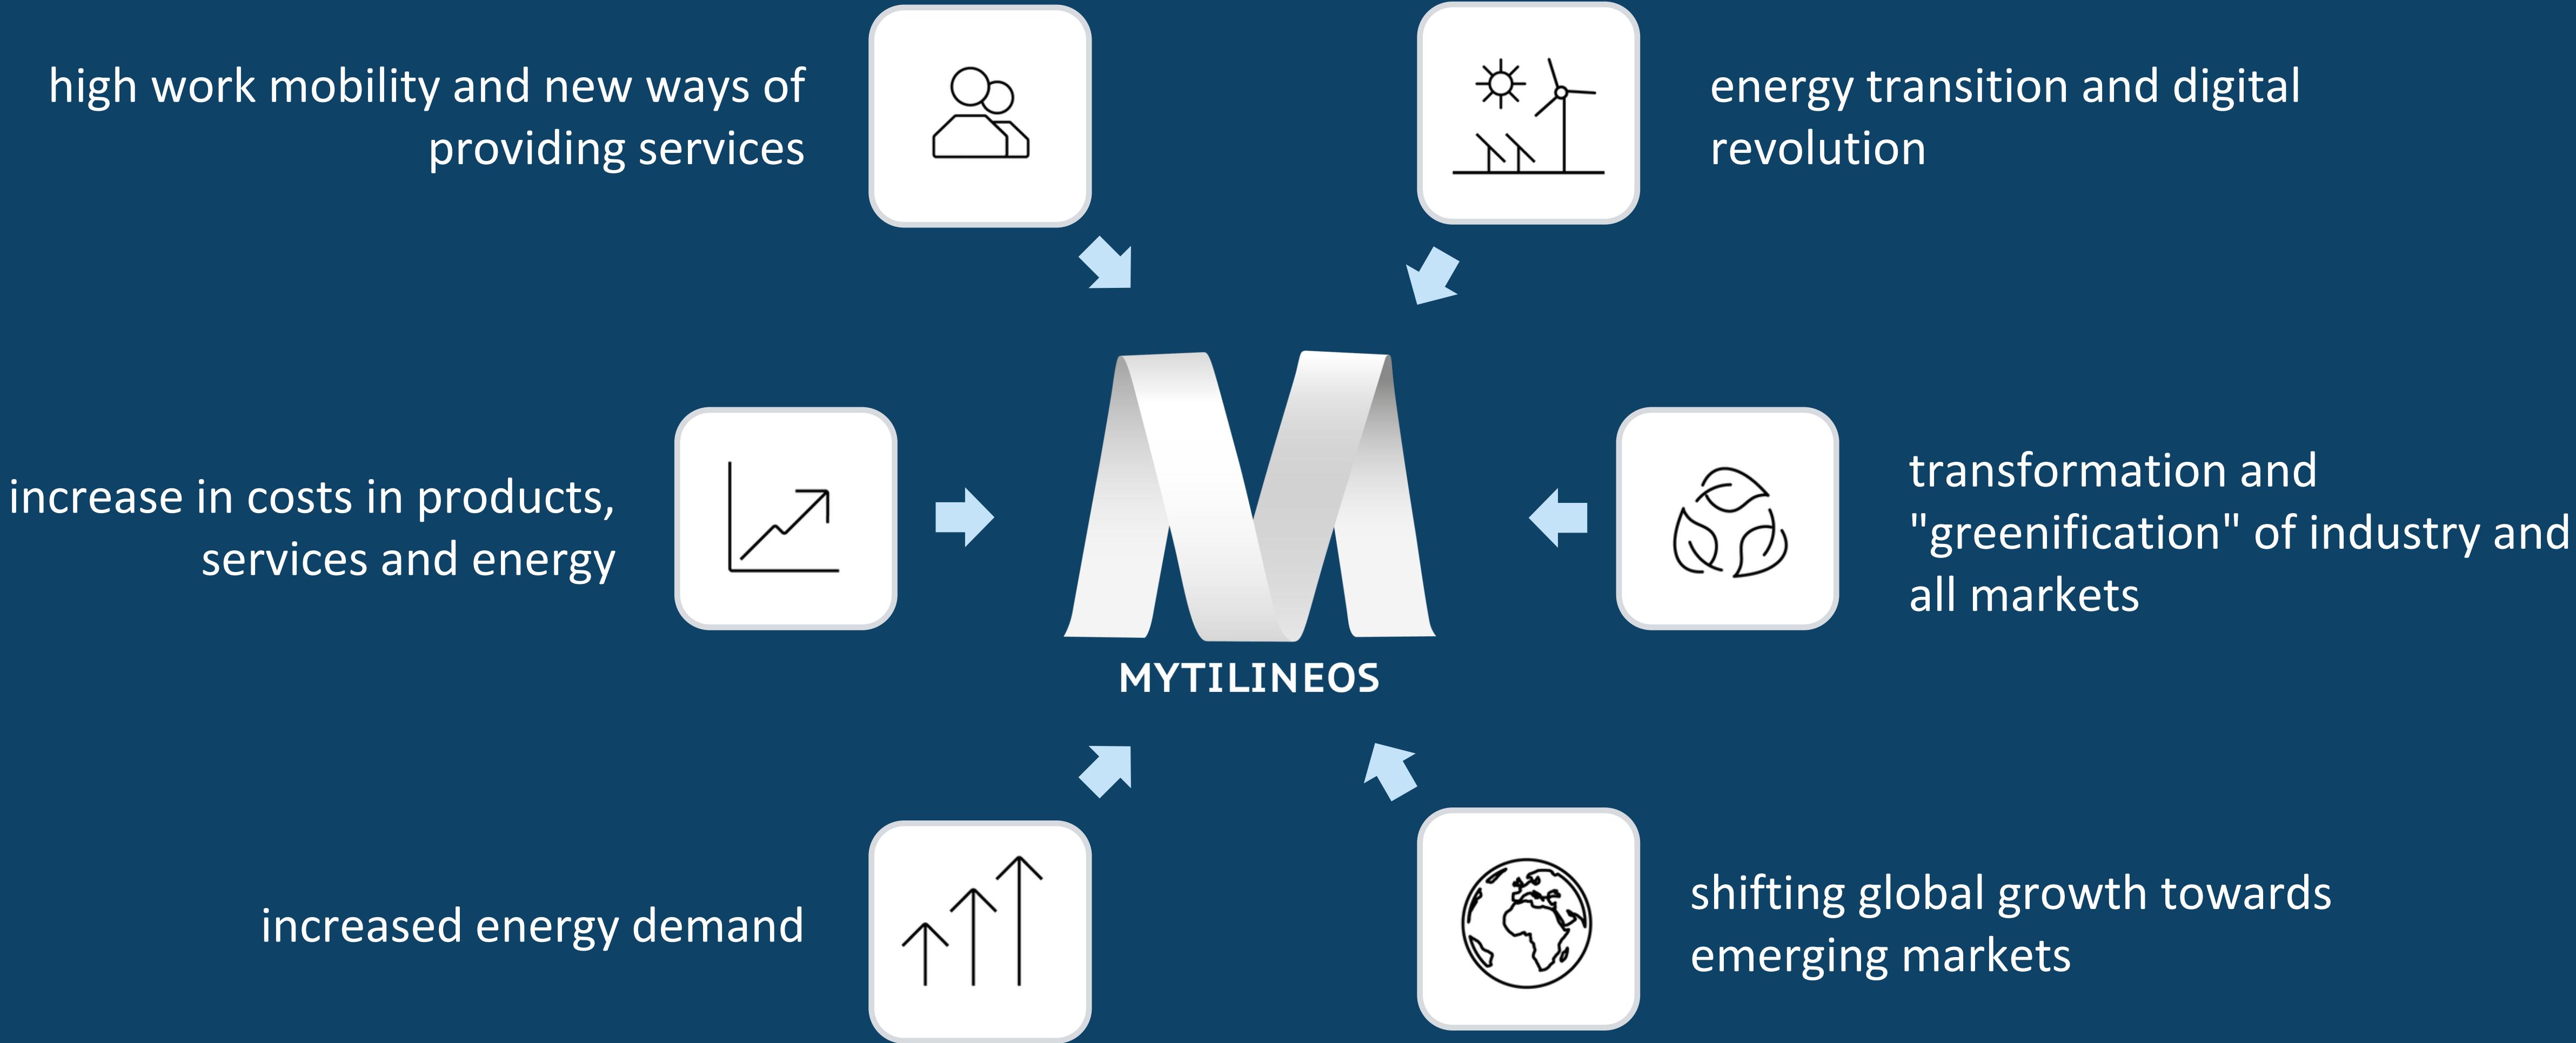 high work mobility and new ways of
providing services
energy transition and digital
revolution
increase in costs in products,
services and energy
transformation and
"greenification" of industry and
all markets
MYTILINEOS
increased energy demand
shifting global growth towards
emerging markets